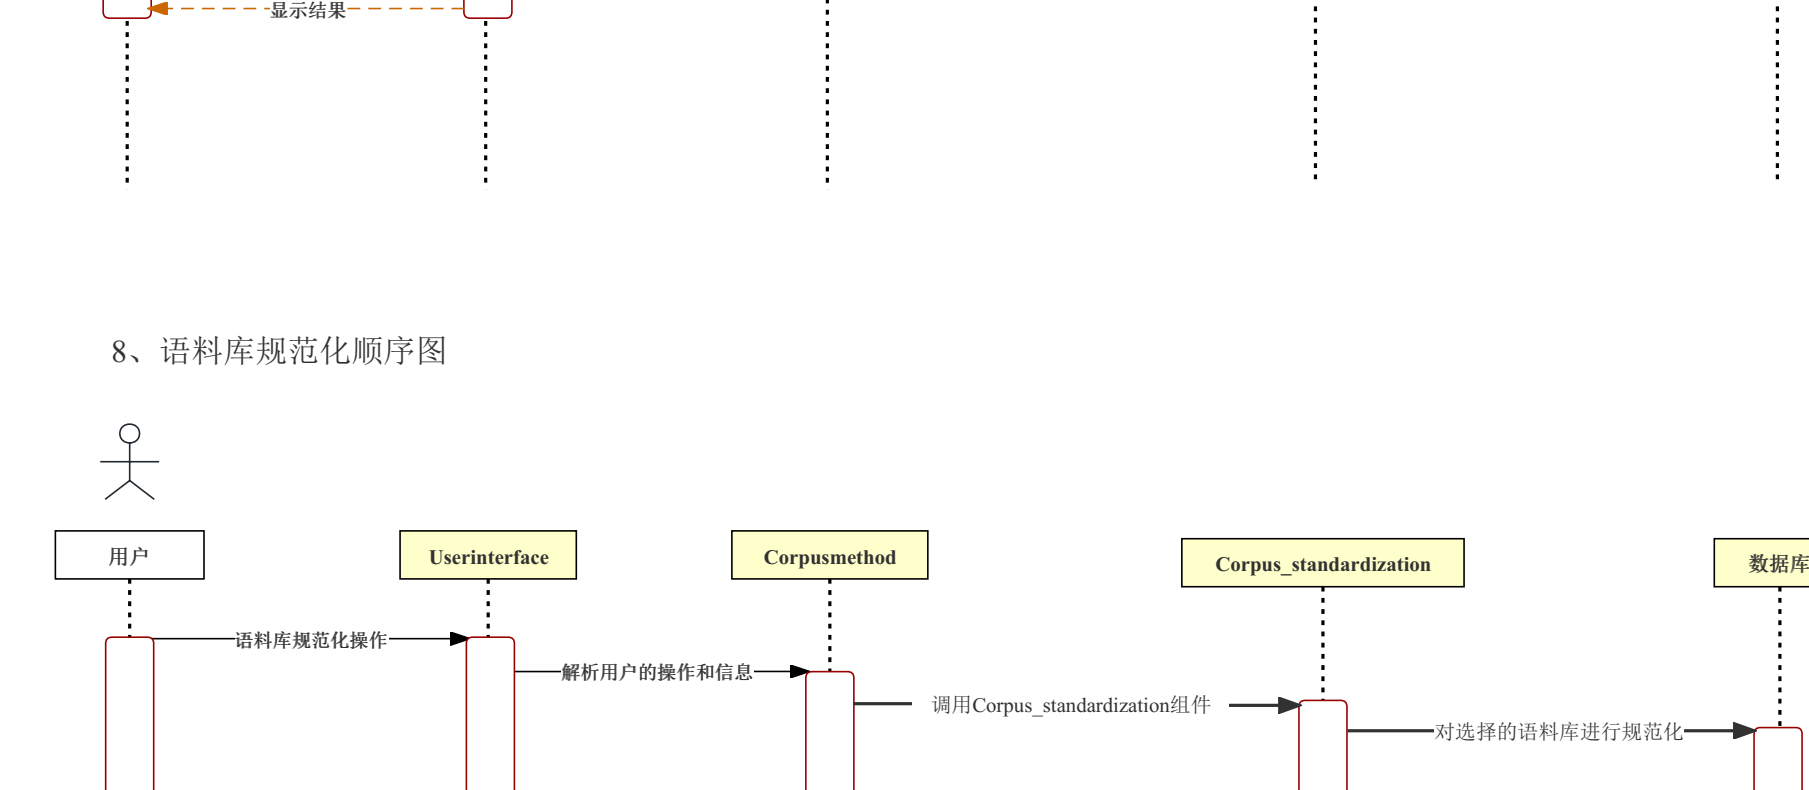 显示结果
8、语料库规范化顺序图
用户
Userinterface
Corpusmethod
Corpus_standardization
数据库
语料库规范化操作
解析用户的操作和信息
调用Corpus_standardization组件
对选择的语料库进行规范化